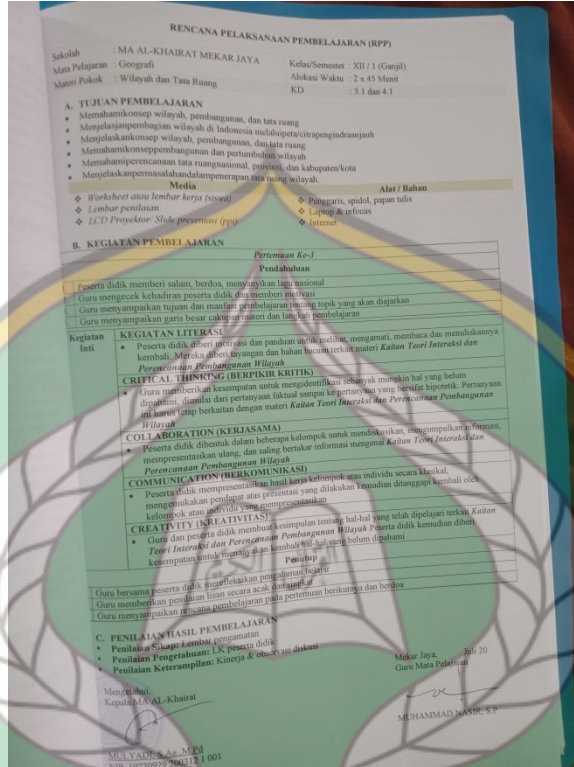 RENCANA PELAKSANAAN PEMBELAJARAN (RPP)
Sekolah : MA AL-KHAIRAT MEKAR JAYA
Kelas/Semester : XII / 1 (Ganjil)
Mata Pelajaran : Geografi
Alokasi Waktu : 2 x 45 Menit
Materi Pokok : Wilayah dan Tata Ruang
KD : 3.1 dan 4.1
A. TUJUAN PEMBELAJARAN
• Memahamikonsep wilayah, pembangunan, dan tata ruang
• Menjelasjanpembagian wilayah di Indonesia melaluipeta/citrapengindraanjauh
• Menjelaskankonsep wilayah, pembangunan, dan tata ruang
• Memahamikonseppembangunan dan pertumbuhan wilayah
• Memahamiperencanaan tata ruangnasional, provinsi, dan kabupaten/kota
• Menjelaskanpermasalahandalampenerapan tata ruang wilayah.
Media
Alat / Bahan
❖ Worksheet atau lembar kerja (siswa)
❖ Penggaris, spidol, papan tulis
❖ Lembar penilaian
❖ Laptop & infocus
❖ LCD Proyektor/ Slide presentasi (ppt)
❖ Internet
B. KEGIATAN PEMBELAJARAN
Pertemuan Ke-3
Pendahuluan
Peserta didik memberi salam, berdoa, menyanyikan lagu nasional
Guru mengecek kehadiran peserta didik dan memberi motivasi
Guru menyampaikan tujuan dan manfaat pembelajaran tentang topik yang akan diajarkan
Guru menyampaikan garis besar cakupan materi dan langkah pembelajaran
Kegiatan Inti
KEGIATAN LITERASI
• Peserta didik diberi motivasi dan panduan untuk melihat, mengamati, membaca dan menuliskannya
kembali. Mereka diberi tayangan dan bahan bacaan terkait materi Kaitan Teori Interaksi dan
Perencanaan Pembangunan Wilayah
CRITICAL THINKING (BERPIKIR KRITIK)
• Guru memberikan kesempatan untuk mengidentifikasi sebanyak mungkin hal yang belum
dipahami, dimulai dari pertanyaan faktual sampai ke pertanyaan yang bersifat hipotetik. Pertanyaan
ini harus tetap berkaitan dengan materi Kaitan Teori Interaksi dan Perencanaan Pembangunan
Wilayah
COLLABORATION (KERJASAMA)
• Peserta didik dibentuk dalam beberapa kelompok untuk mendiskusikan, mengumpulkan informasi,
mempresentasikan ulang, dan saling bertukar informasi mengenai Kaitan Teori Interaksi dan
Perencanaan Pembangunan Wilayah
COMMUNICATION (BERKOMUNIKASI)
• Peserta didik mempresentasikan hasil kerja kelompok atau individu secara klasikal,
mengemukakan pendapat atas presentasi yang dilakukan kemudian ditanggapi kembali oleh
kelompok atau individu yang mempresentasikan
CREATIVITY (KREATIVITAS)
• Guru dan peserta didik membuat kesimpulan tentang hal-hal yang telah dipelajari terkait Kaitan
Teori Interaksi dan Perencanaan Pembangunan Wilayah Peserta didik kemudian diberi
kesempatan untuk menanyakan kembali hal-hal yang belum dipahami
Penutup
Guru bersama peserta didik merefleksikan pengalaman belajar
Guru memberikan penilaian lisan secara acak dan singkat
Guru menyampaikan rencana pembelajaran pada pertemuan berikutnya dan berdoa
C. PENILAIAN HASIL PEMBELAJARAN
• Penilaian Sikap: Lembar pengamatan
• Penilaian Pengetahuan: LK peserta didik
• Penilaian Keterampilan: Kinerja & observasi diskusi
Mekar Jaya, Juli 20
Mengetahui,
Guru Mata Pelajaran
Kepala MA AL-Khairat
MUHAMMAD NASIR, S.P
MULYADI, S.Ag, M.Pd